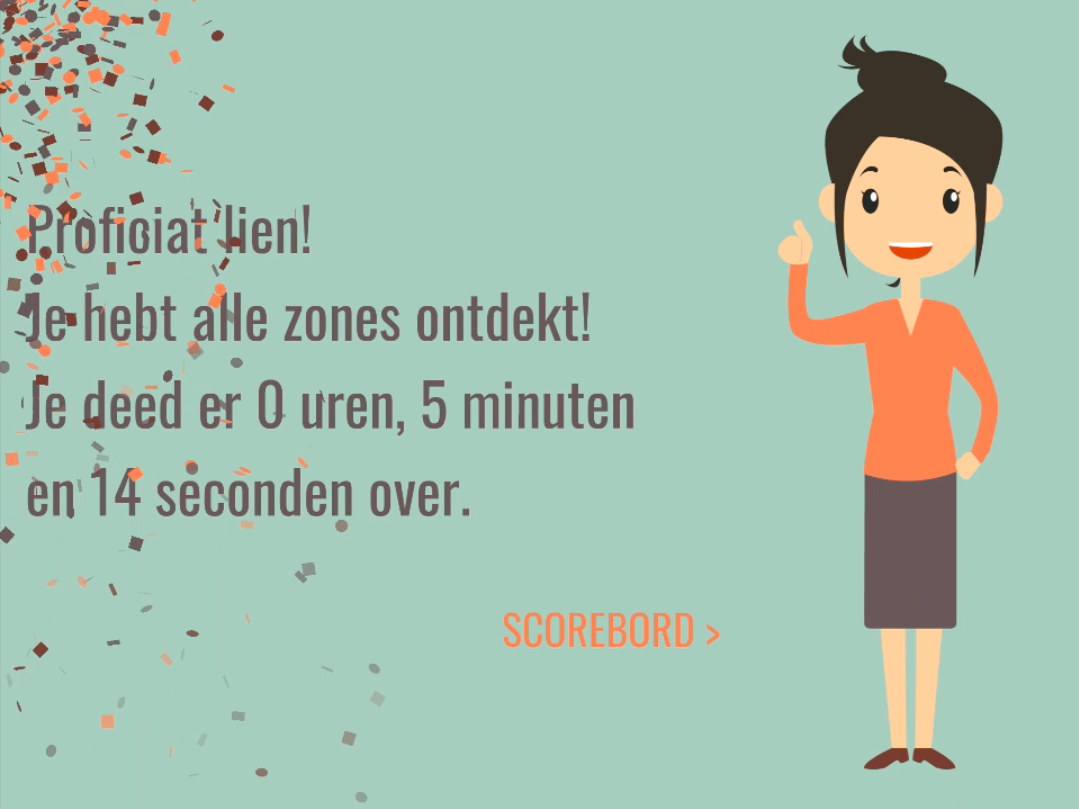 Proficiat lien!
Je hebt alle zones ontdekt!
Je deed er 0 uren, 5 minuten
en 14 seconden over.
SCOREBORD >